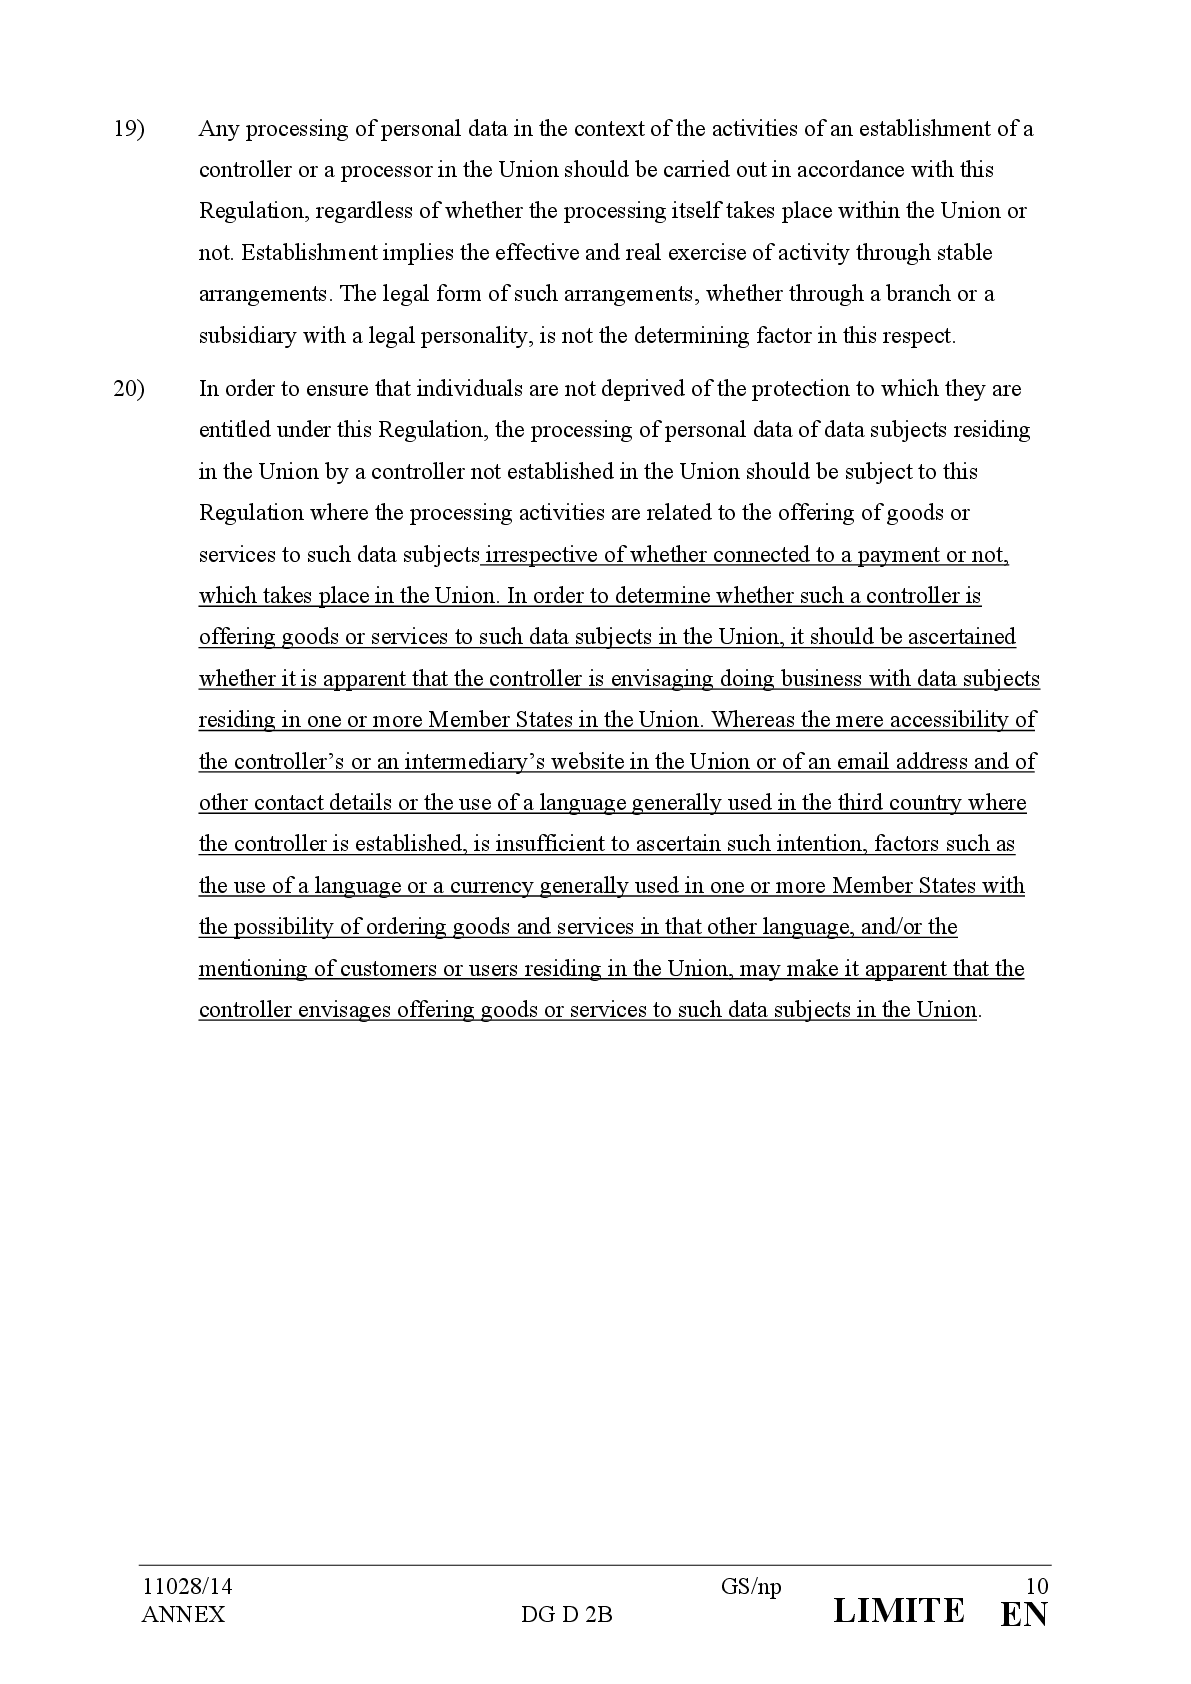 19) Any processing of personal data in the context of the activities of an establishment of a
controller or a processor in the Union should be carried out in accordance with this
Regulation, regardless of whether the processing itself takes place within the Union or
not. Establishment implies the effective and real exercise of activity through stable
arrangements. The legal form of such arrangements, whether through a branch or a
subsidiary with a legal personality, is not the determining factor in this respect.
20) In order to ensure that individuals are not deprived of the protection to which they are
entitled under this Regulation, the processing of personal data of data subjects residing
in the Union by a controller not established in the Union should be subject to this
Regulation where the processing activities are related to the offering of goods or
services to such data subjects irrespective of whether connected to a payment or not,
which takes place in the Union. In order to determine whether such a controller is
offering goods or services to such data subjects in the Union, it should be ascertained
whether it is apparent that the controller is envisaging doing business with data subjects
residing in one or more Member States in the Union. Whereas the mere accessibility of
the controller’s or an intermediary’s website in the Union or of an email address and of
other contact details or the use of a language generally used in the third country where
the controller is established, is insufficient to ascertain such intention, factors such as
the use of a language or a currency generally used in one or more Member States with
the possibility of ordering goods and services in that other language, and/or the
mentioning of customers or users residing in the Union, may make it apparent that the
controller envisages offering goods or services to such data subjects in the Union.
11028/14 GS/np 10
ANNEX DG D 2B LIMITE EN